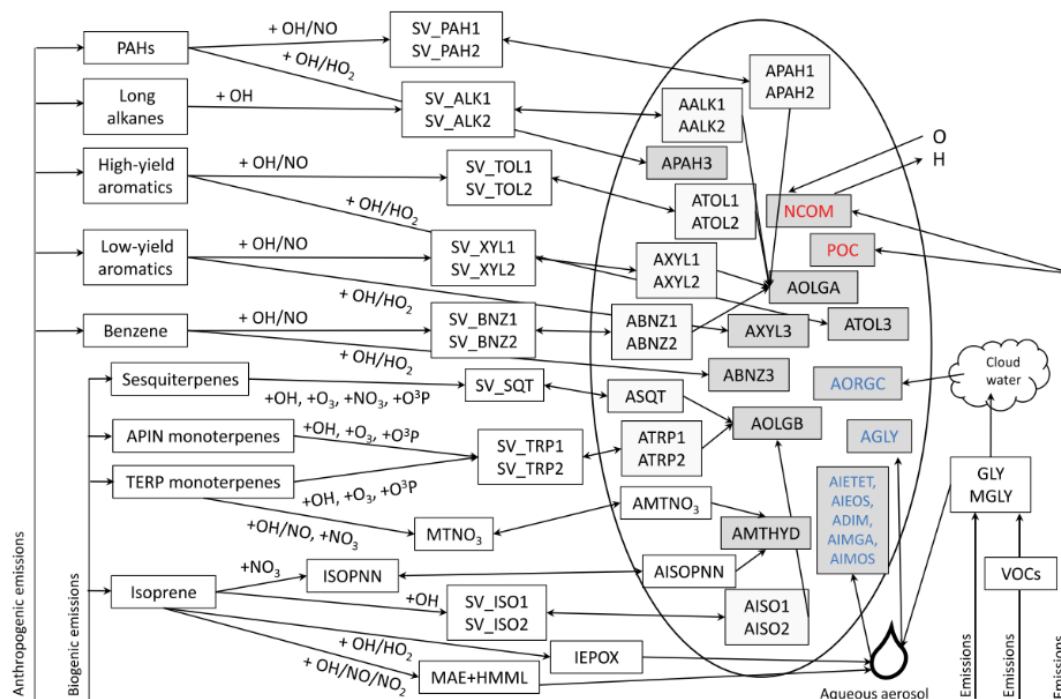 + OH/NO
PAHs
SV_PAH1
SV_PAH2
+ OH/HO2
APAH1
APAH2
Long
alkanes
+ OH
SV_ALK1
SV_ALK2
AALK1
AALK2
APAH3
O
H
High-yield
aromatics
+ OH/NO
SV_TOL1
SV_TOL2
+ OH/HO2
ATOL1
ATOL2
NCOM
POC
Low-yield
aromatics
+ OH/NO
SV_XYL1
SV_XYL2
+ OH/HO2
AXYL1
AXYL2
AOLGA
Benzene
+ OH/NO
SV_BNZ1
SV_BNZ2
+ OH/HO2
ABNZ1
ABNZ2
AXYL3
ATOL3
ABNZ3
Cloud
water
AORGC
Sesquiterpenes
+OH, +O3, +NO3, +O3P
SV_SQT
ASQT
AOLGB
AGLY
APIN monoterpenes
+OH, +O3, +O3P
SV_TRP1
SV_TRP2
ATRP1
ATRP2
TERP monoterpenes
+OH, +O3, +O3P
+OH/NO, +NO3
MTNO3
AMTNO3
AMTHYD
AIETET,
AIEOS,
ADIM,
AIMGA,
AIMOS
GLY
MGLY
VOCs
Isoprene
+NO3
ISOPNN
AISOPNN
+OH
SV_ISO1
SV_ISO2
AISO1
AISO2
+ OH/HO2
IEPOX
+ OH/NO/NO2
MAE+HMML
Aqueous aerosol
Anthropogenic emissions
Biogenic emissions
Emissions
Emissions
Emissions